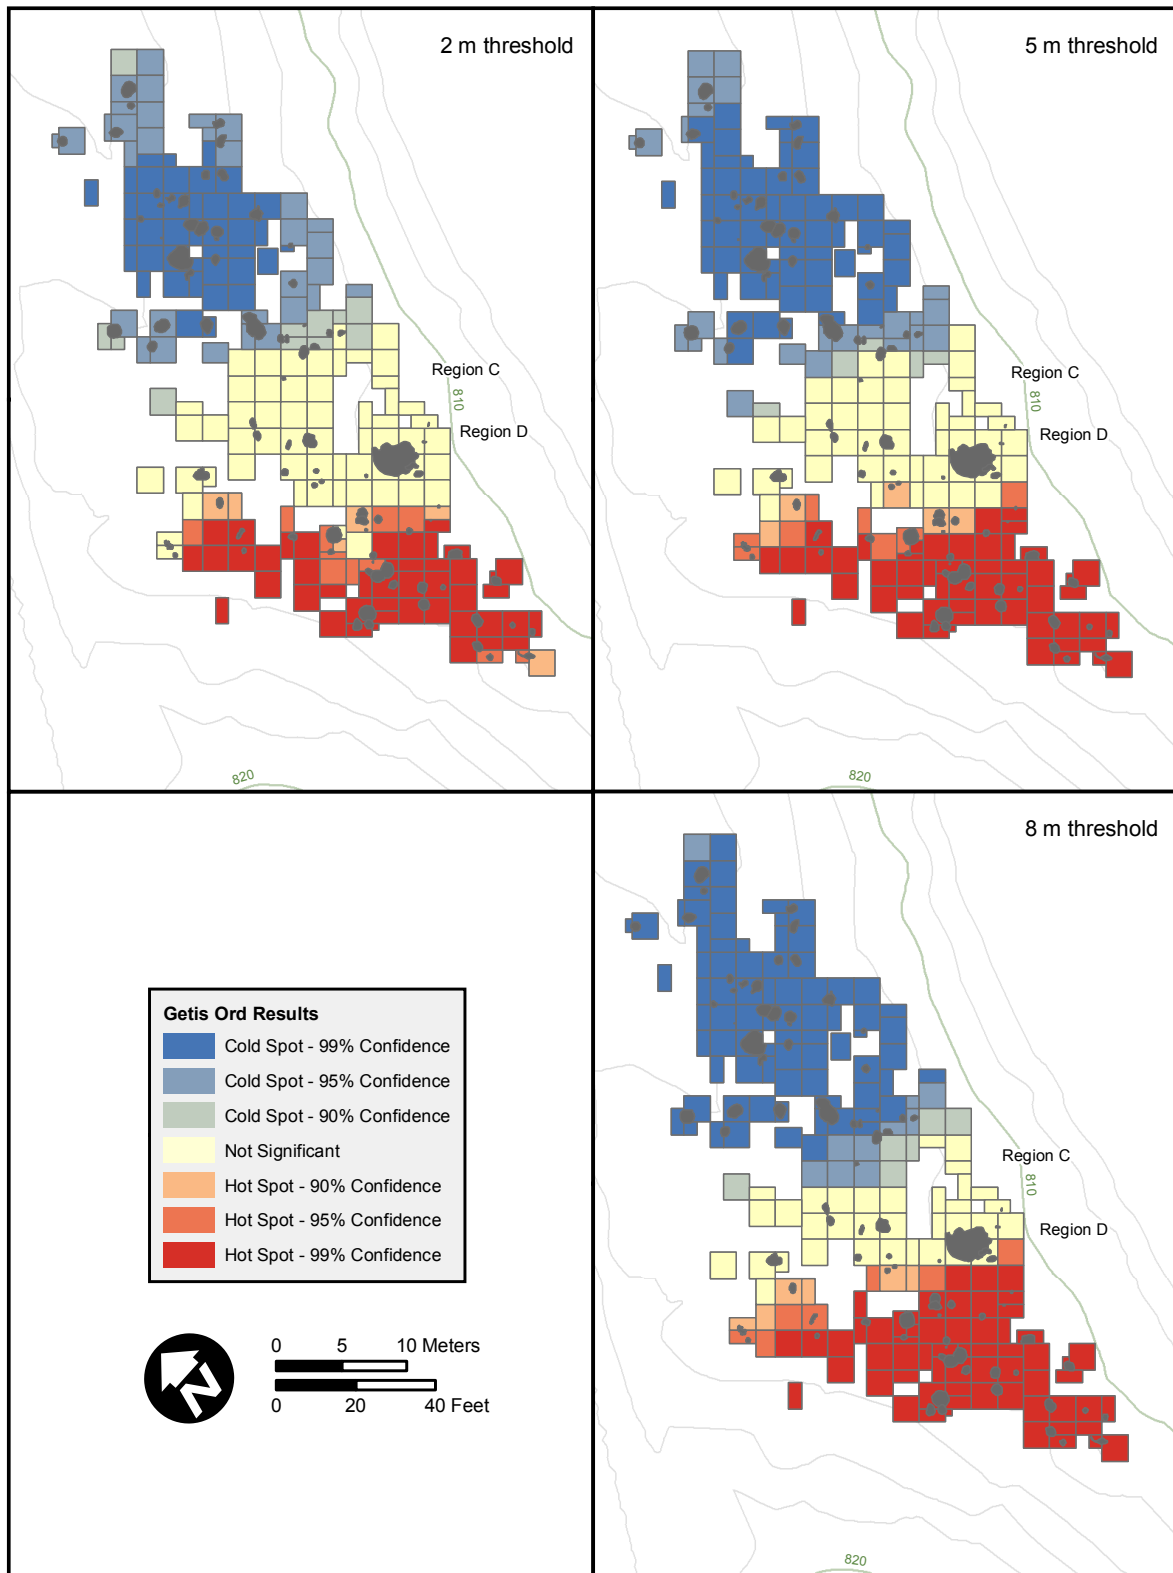 2 m threshold
Region C
810
Region D
820
5 m threshold
Region C
810
Region D
820
Getis Ord Results
Cold Spot - 99% Confidence
Cold Spot - 95% Confidence
Cold Spot - 90% Confidence
Not Significant
Hot Spot - 90% Confidence
Hot Spot - 95% Confidence
Hot Spot - 99% Confidence
N
0 5 10 Meters
0 20 40 Feet
8 m threshold
Region C
810
Region D
820